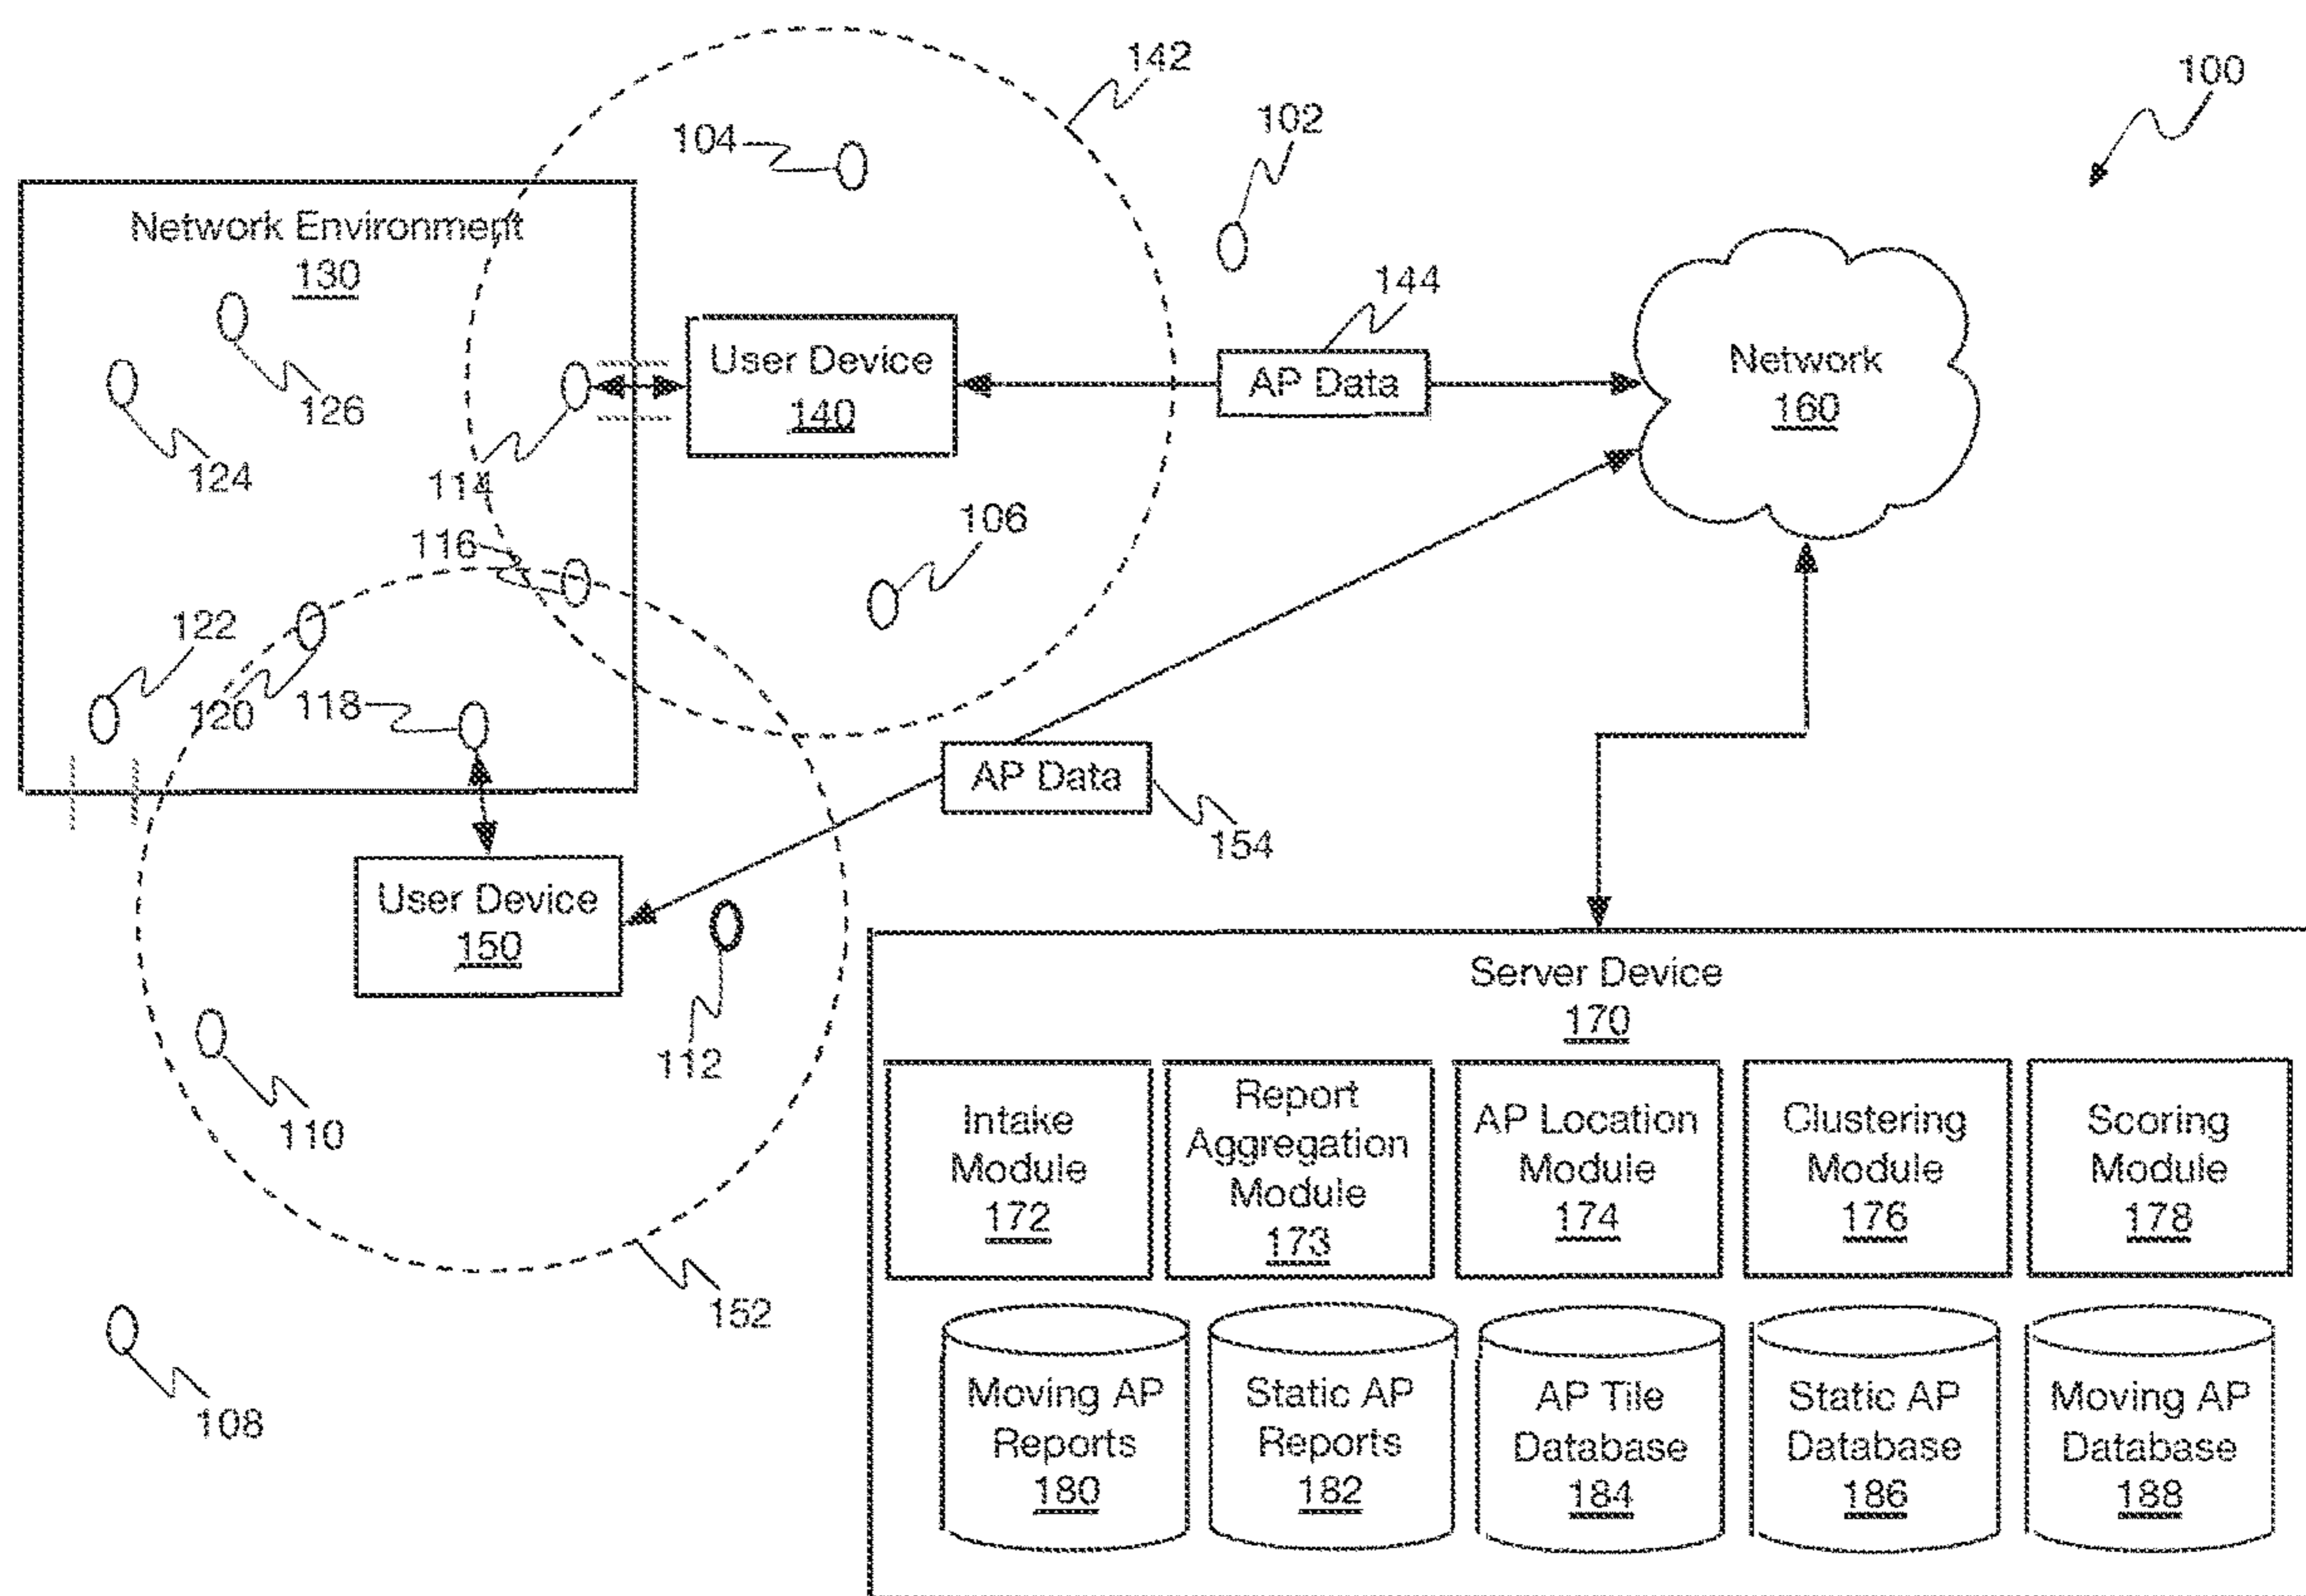 142
100
102
104
Network Environment
130
144
User Device
140
AP Data
Network
160
126
124
114
106
116
122
120
118
AP Data
154
User Device
150
112
110
152
108
Server Device
170
Intake
Module
172
Report
Aggregation
Module
173
AP Location
Module
174
Clustering
Module
176
Scoring
Module
178
Moving AP
Reports
180
Static AP
Reports
182
AP Tile
Database
184
Static AP
Database
186
Moving AP
Database
188